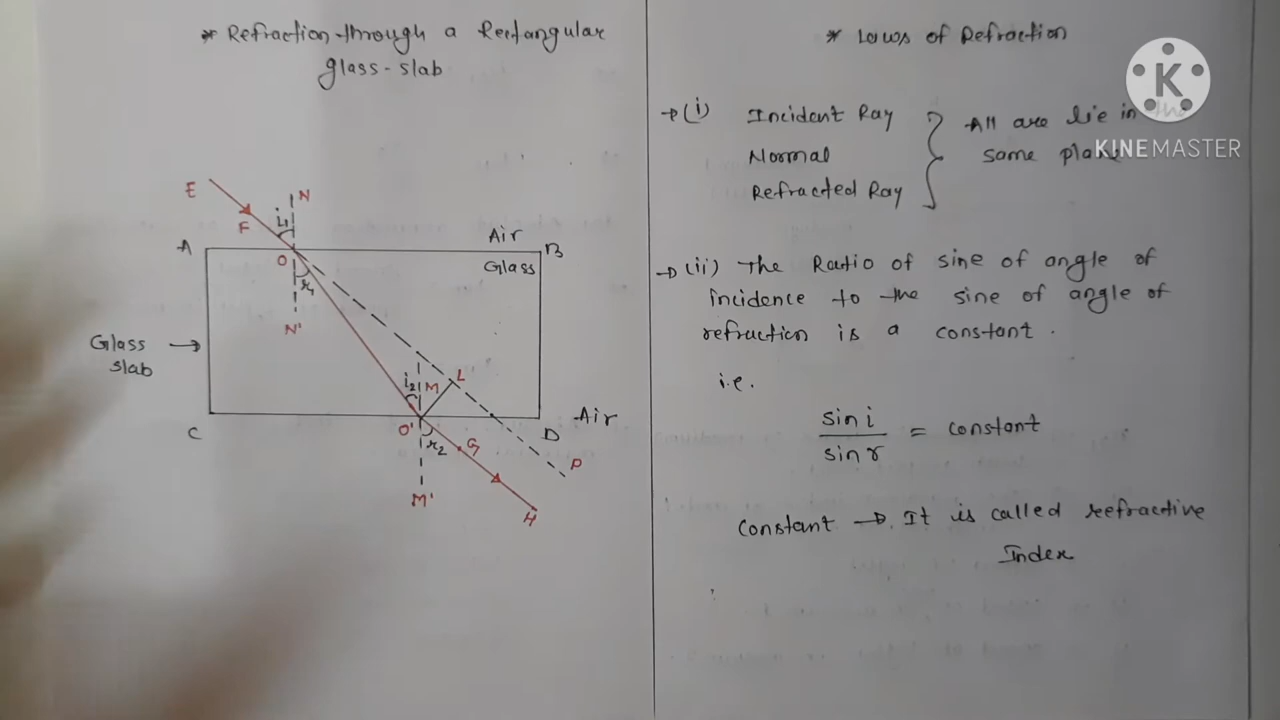 * Refraction through a Rectangular
glass-slab
E
N
i1
F
A
Air
B
O
Glass
r1
N'
Glass
slab
i2
M
L
C
O'
r2
G
D
Air
P
M'
H
* Laws of Refraction
K
KINEMASTER
→ (i) Incident Ray
Normal
Refracted Ray
All are lie in the
same plane
→ (ii) The Ratio of sine of angle of
incidence to the sine of angle of
refraction is a constant.
i.e.
sin i
sin r
= constant
Constant → It is called reefractive
Index